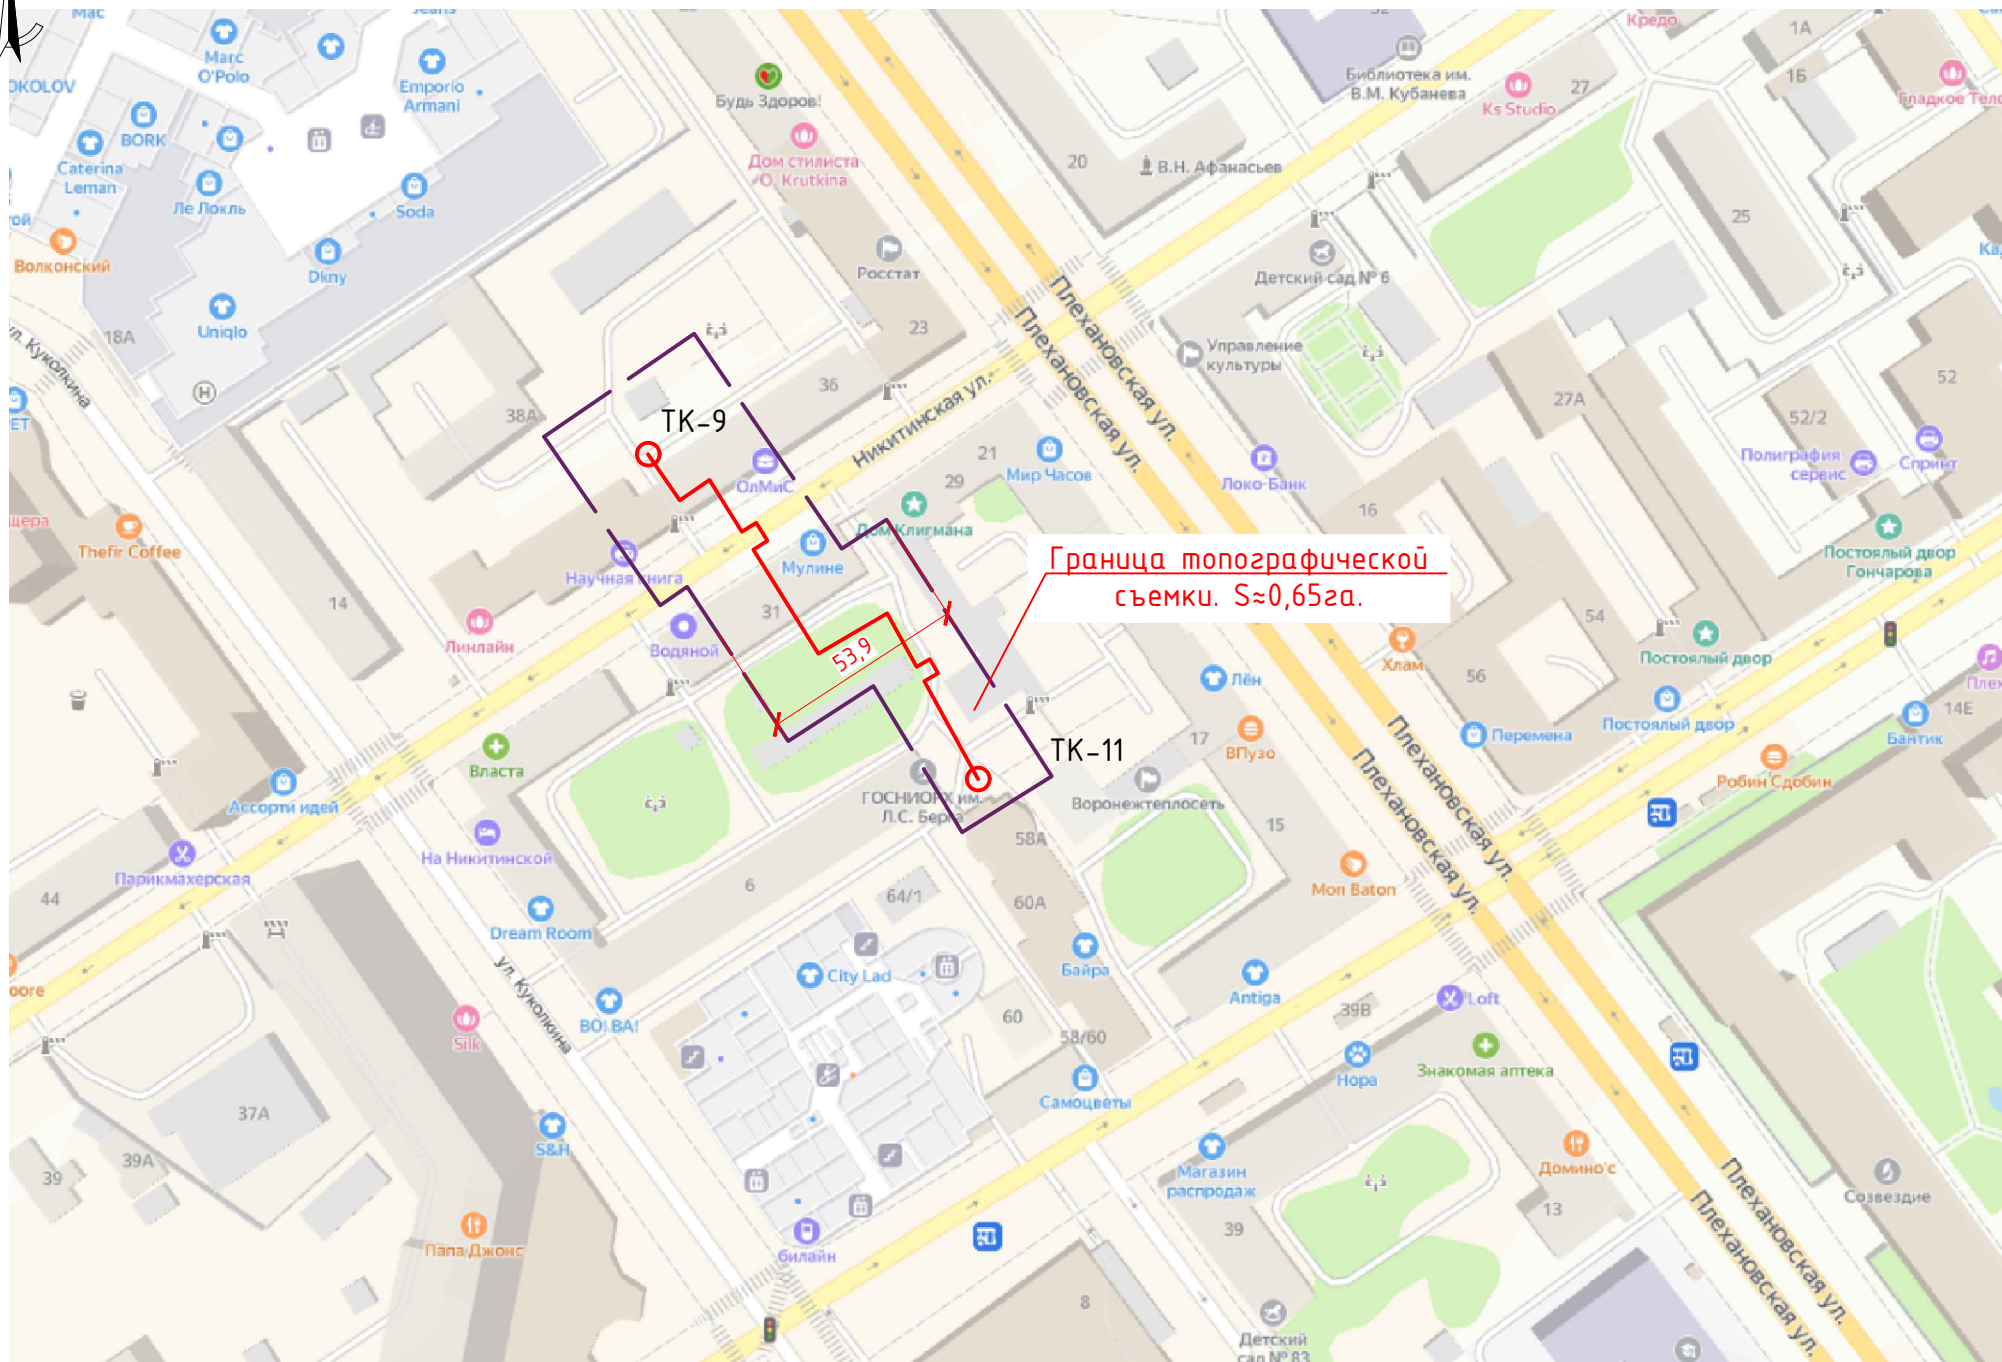 Мас
Jeans
Marc
O'Polo
OKOLOV
Emporio
Armani
BORK
Caterina
Leman
Ле Локль
Soda
Волконский
Dkny
Uniqlo
18А
ул. Куколкина
Будь Здоров!
Дом стилиста
O. Krutkina
Росстат
23
20
В.Н. Афанасьев
Библиотека им.
В.М. Кубанева
Кредо
Ks Studio
27
1А
1Б
Гладкое Тело
25
Детский сад № 6
Управление
культуры
Плехановская ул.
Плехановская ул.
38А
36
ТК-9
ОлМиС
Никитинская ул.
21
29
Мир Часов
Дом Клигмана
Локо-Банк
16
27А
52
52/2
Полиграфия
сервис
Спринт
Постоялый двор
Гончарова
Thefir Coffee
14
Научная книга
Мулине
31
Водяной
Линлайн
53,9
Граница топографической
съемки. S≈0,65га.
Лён
ВПузо
17
ТК-11
Хлам
54
56
Постоялый двор
Постоялый двор
Перемена
14Е
Бантик
Робин Сдобин
Власта
Ассорти идей
ГОСНИОРХ им.
Л.С. Берга
Воронежтеплосеть
58А
15
Плехановская ул.
Плехановская ул.
На Никитинской
Парикмахерская
44
6
64/1
60А
Mon Baton
Dream Room
ул. Куколкина
City Lad
Байра
Antiga
Loft
39В
BO! BA!
Silk
60
58/60
Нора
Знакомая аптека
Самоцветы
37А
39А
39
S&H
Папа Джонс
билайн
Магазин
распродаж
39
Домино'с
13
Созвездие
Плехановская ул.
Плехановская ул.
8
Детский
сад № 83